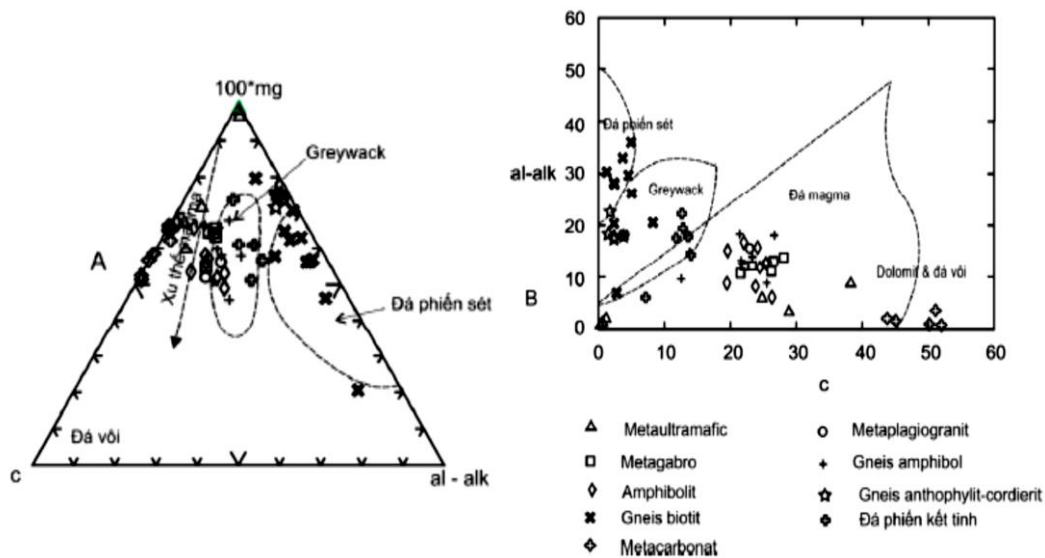 100*mg
Greywack
A
Xu thế magma
Đá phiến sét
Đá vôi
c
al - alk
60
50
40
30
20
10
0
al-alk
B
Đá phiến sét
Greywack
Đá magma
Dolomit & đá vôi
0 10 20 30 40 50 60
c
Metaultramafic
Metagabro
Amphibolit
Gneis biotit
Metacarbonat
Metaplagiogranit
Gneis amphibol
Gneis anthophylit-cordierit
Đá phiến kết tinh